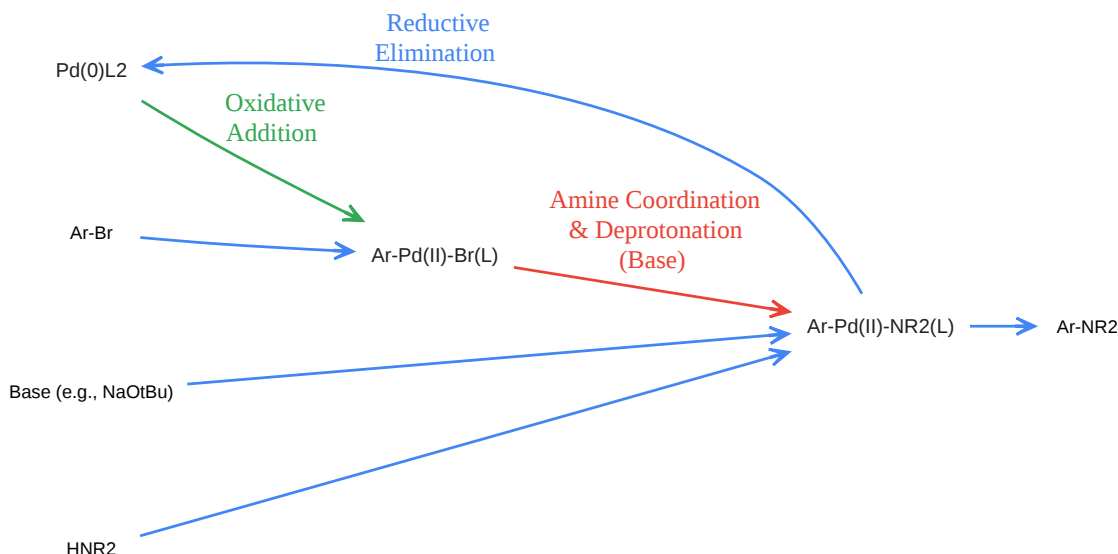 Reductive
Elimination
Pd(0)L2
Oxidative
Addition
Amine Coordination
& Deprotonation
(Base)
Ar-Br
Ar-Pd(II)-Br(L)
Ar-Pd(II)-NR2(L)
Ar-NR2
Base (e.g., NaOtBu)
HNR2